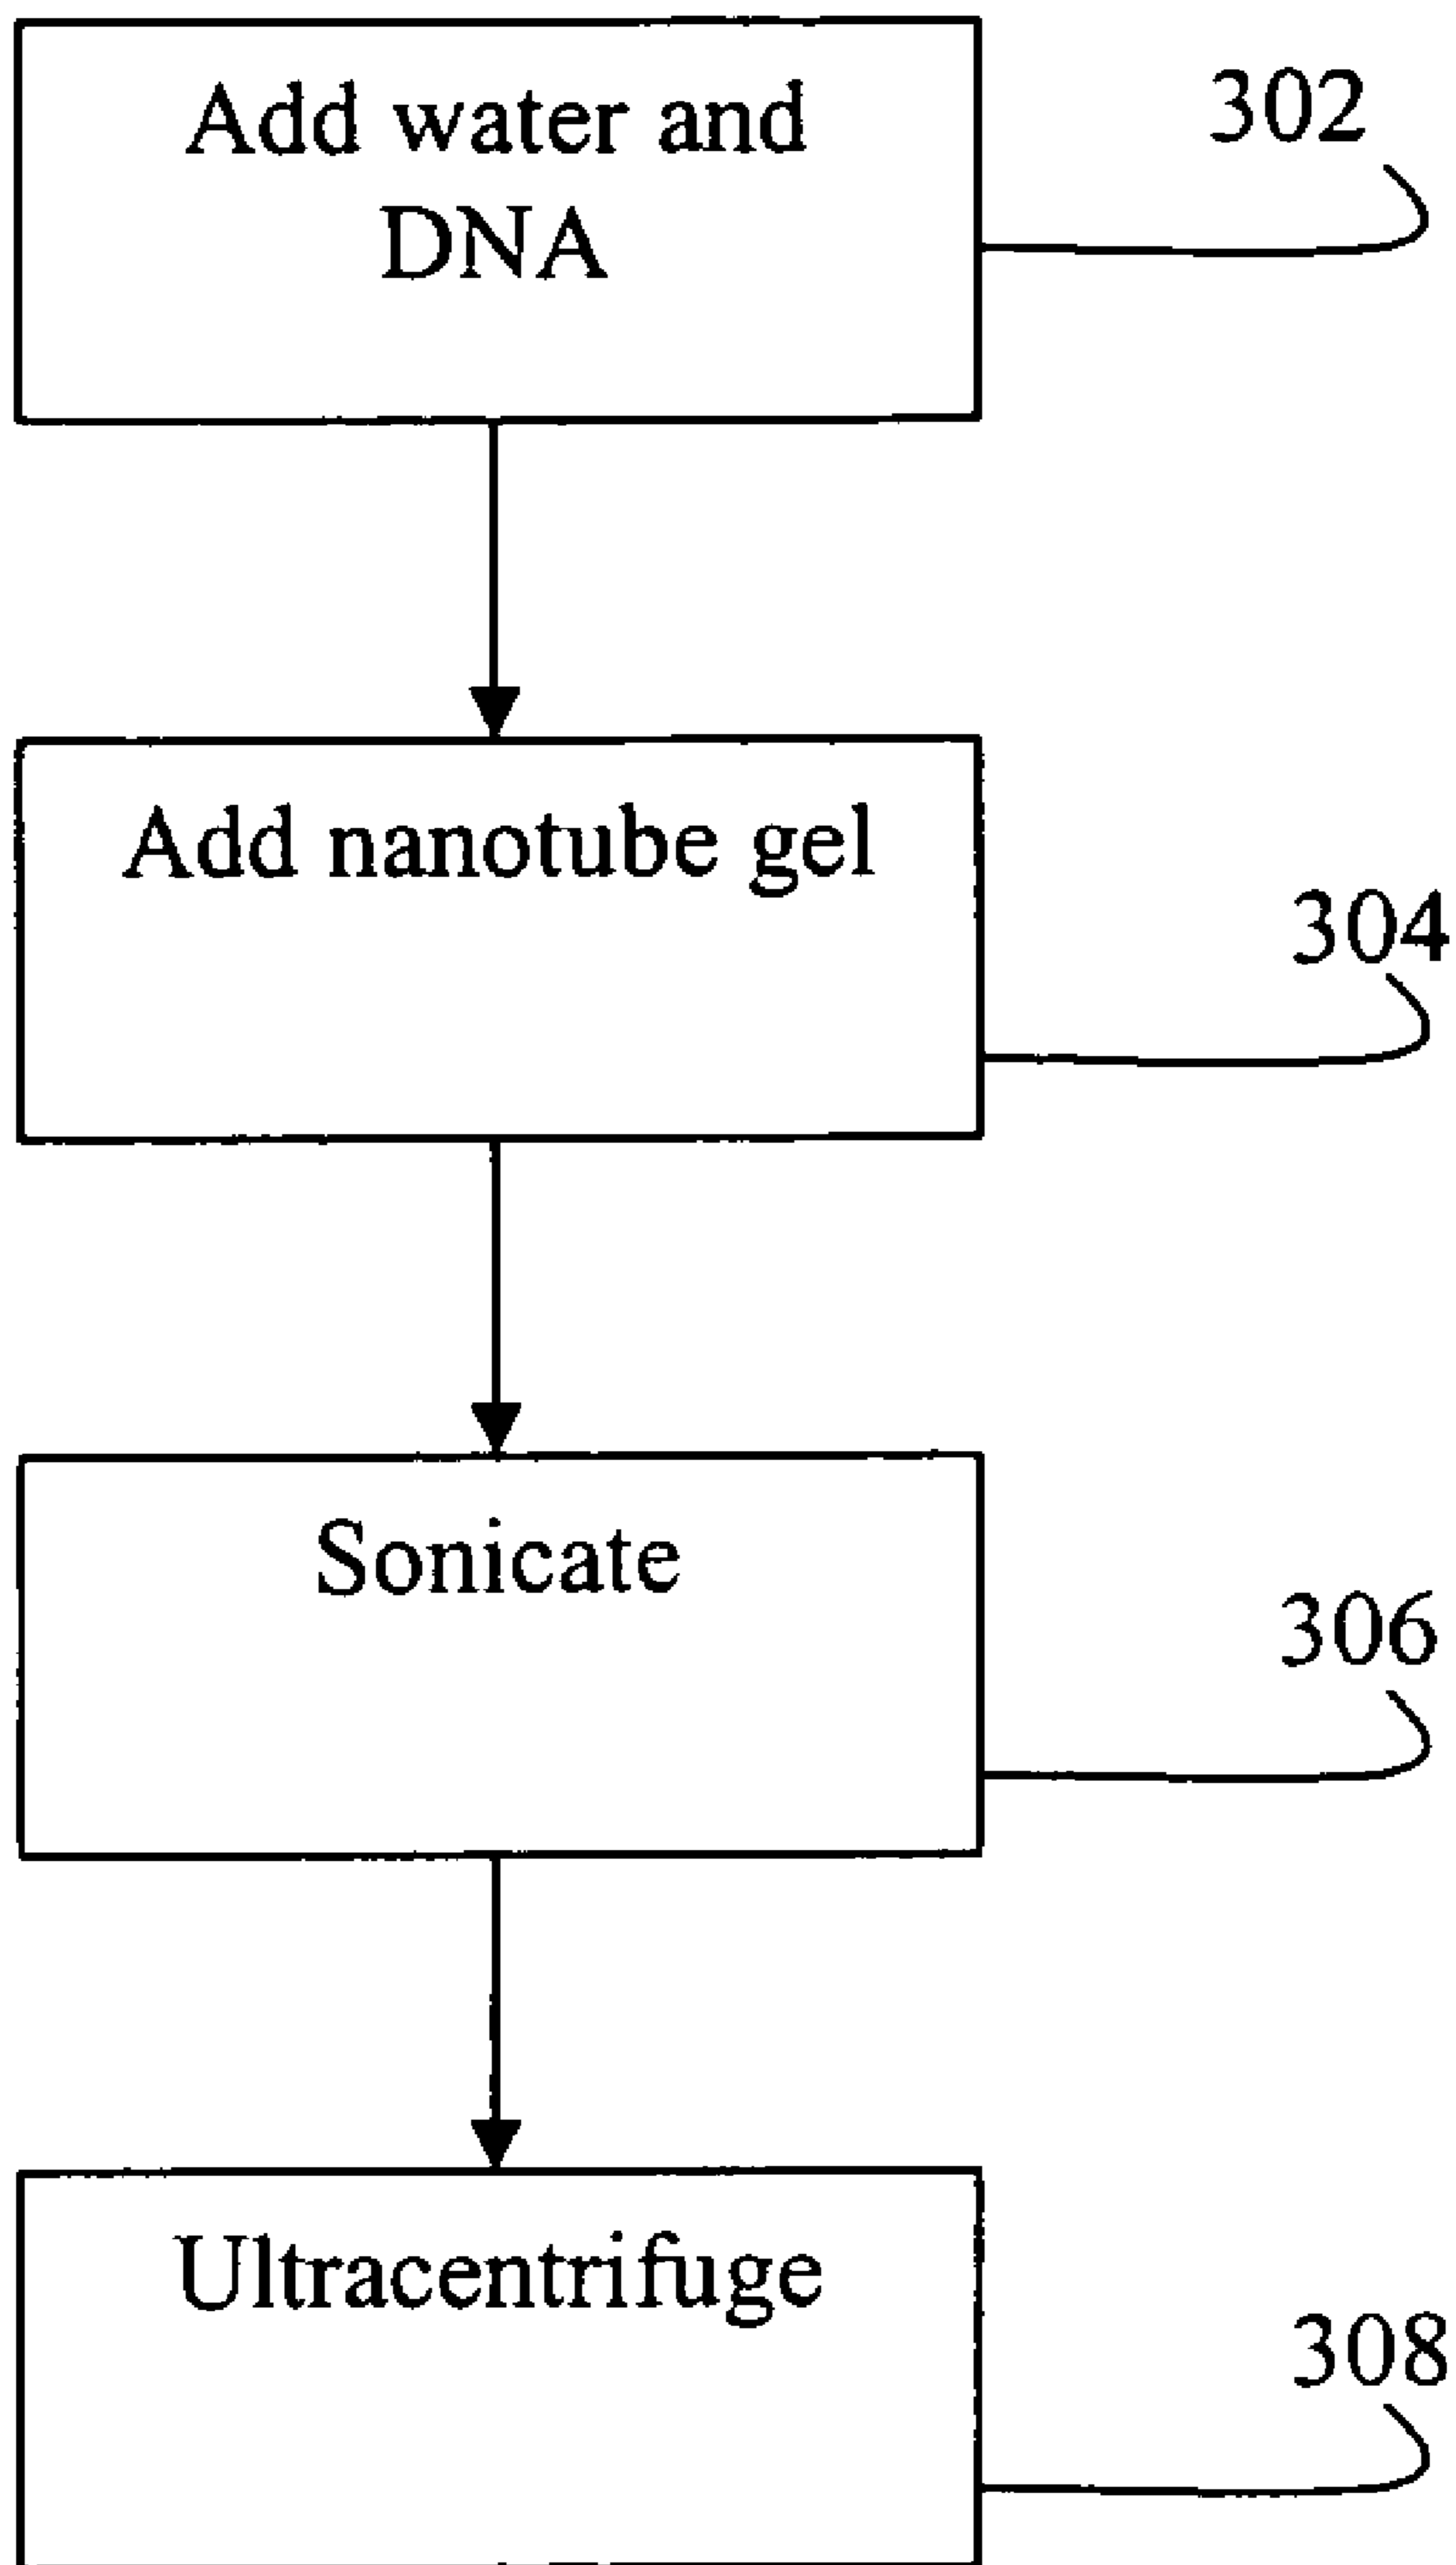 Add water and
DNA
302
Add nanotube gel
304
Sonicate
306
Ultracentrifuge
308